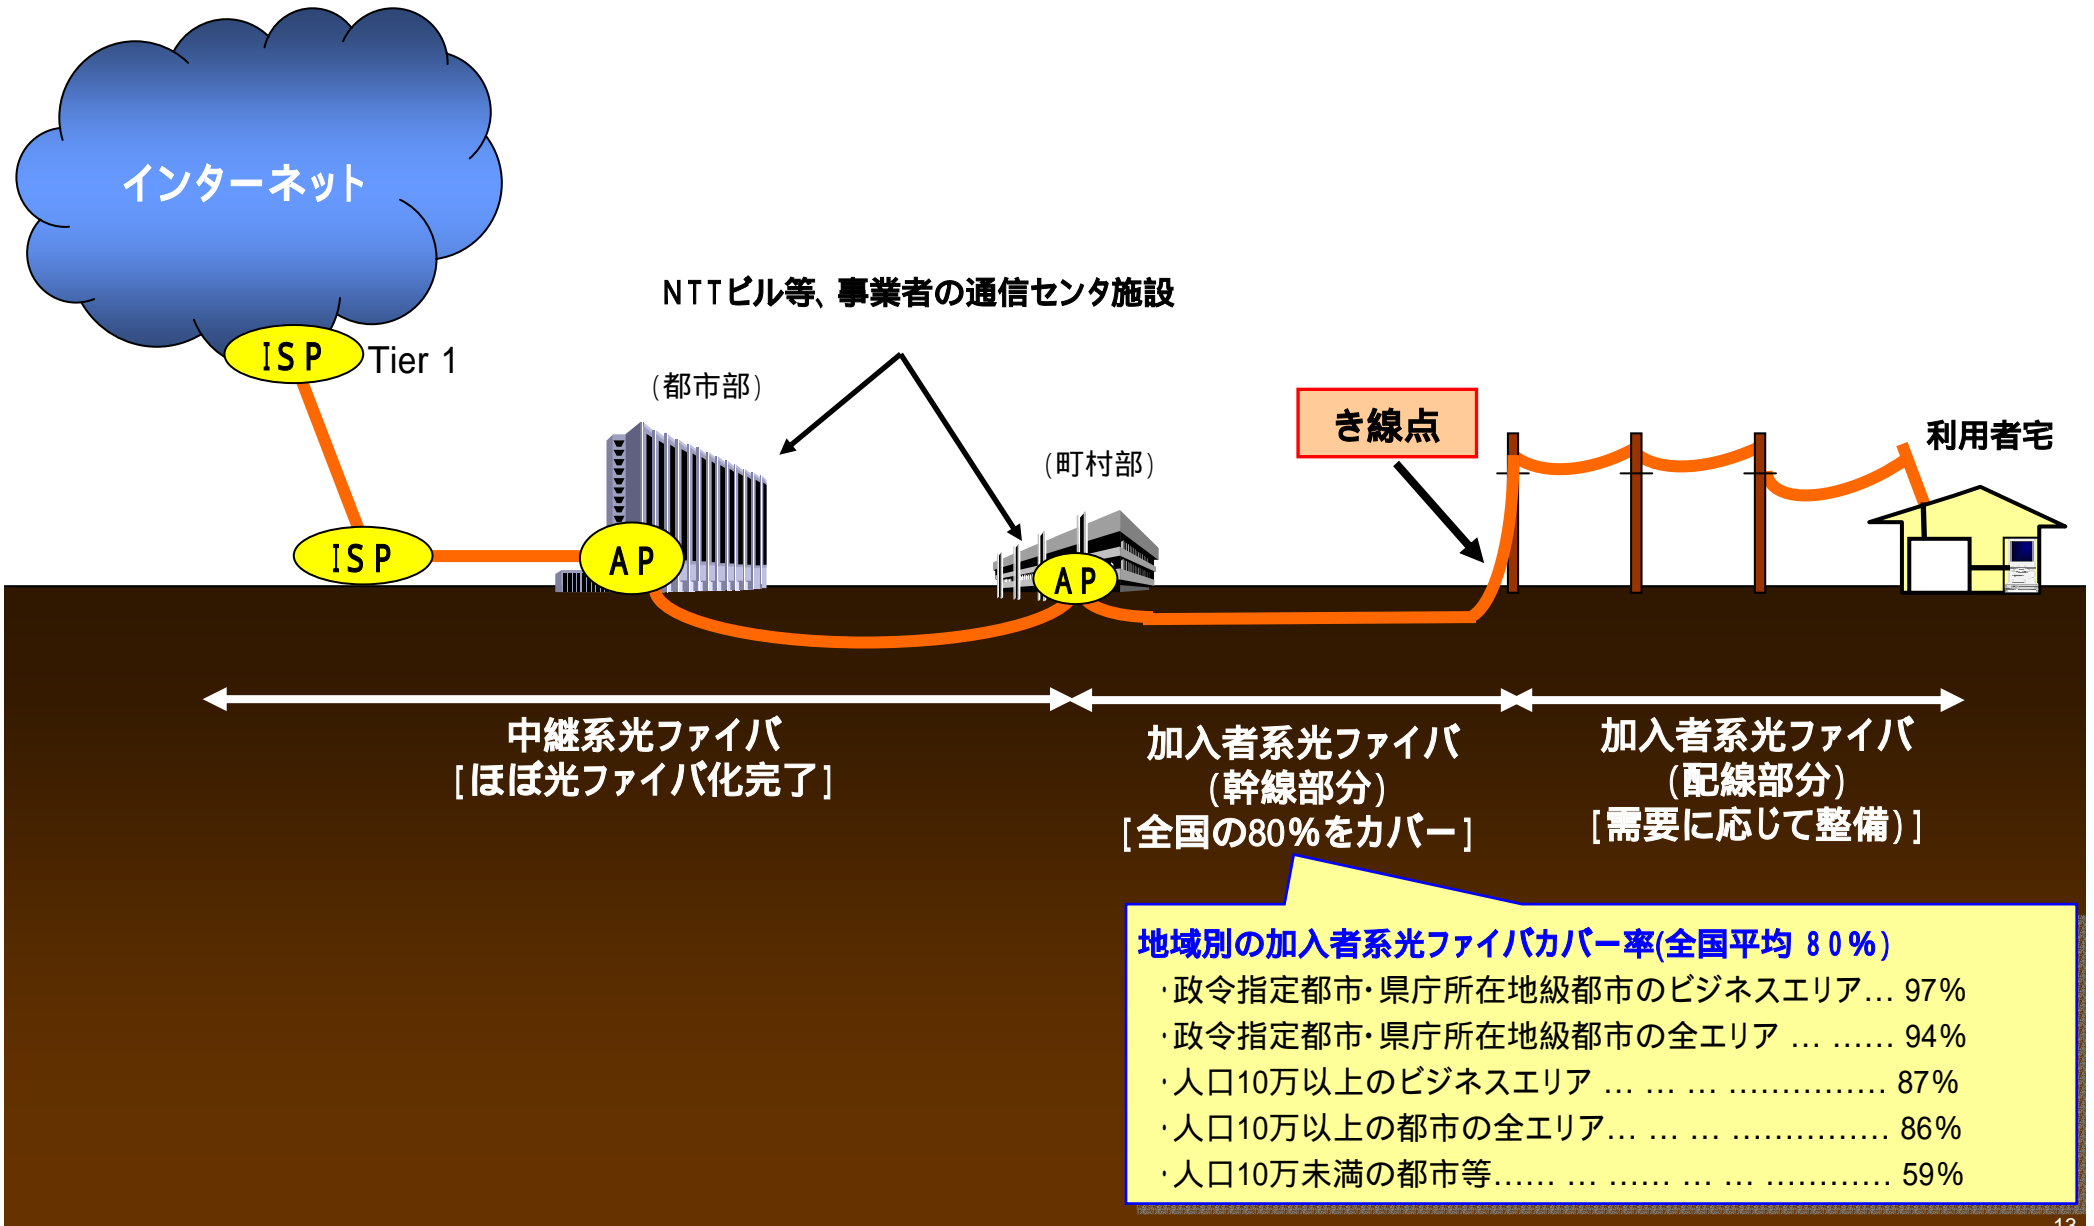 インターネット
ISP
Tier 1
NTTビル等、事業者の通信センタ施設
(都市部)
(町村部)
き線点
利用者宅
ISP
AP
AP
中継系光ファイバ
[ほぼ光ファイバ化完了]
加入者系光ファイバ
(幹線部分)
[全国の80%をカバー]
加入者系光ファイバ
(配線部分)
[需要に応じて整備)]
地域別の加入者系光ファイバカバー率(全国平均 80%)
・政令指定都市・県庁所在地級都市のビジネスエリア… 97%
・政令指定都市・県庁所在地級都市の全エリア … …… 94%
・人口10万以上のビジネスエリア … … … …………… 87%
・人口10万以上の都市の全エリア… … … …………… 86%
・人口10万未満の都市等…… … …… … … ………… 59%
13